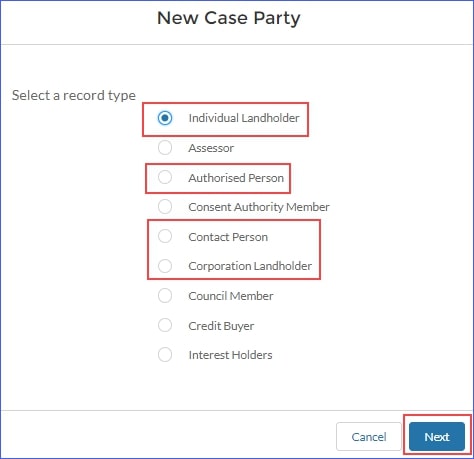 New Case Party
Select a record type
Individual Landholder
Assessor
Authorised Person
Consent Authority Member
Contact Person
Corporation Landholder
Council Member
Credit Buyer
Interest Holders
Cancel
Next